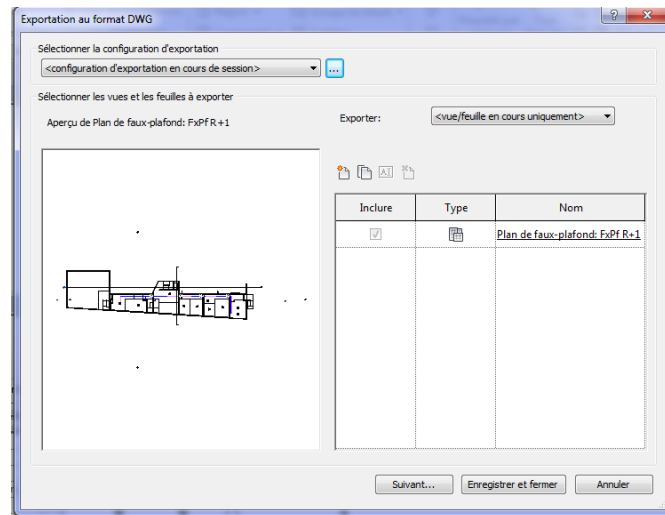 Exportation au format DWG
Sélectionner la configuration d'exportation
<configuration d'exportation en cours de session>
...
Sélectionner les vues et les feuilles à exporter
Aperçu de Plan de faux-plafond: FxPf R+1
Exporter:
<vue/feuille en cours uniquement>
Inclure Type Nom
Plan de faux-plafond: FxPf R+1
Suivant... Enregistrer et fermer Annuler